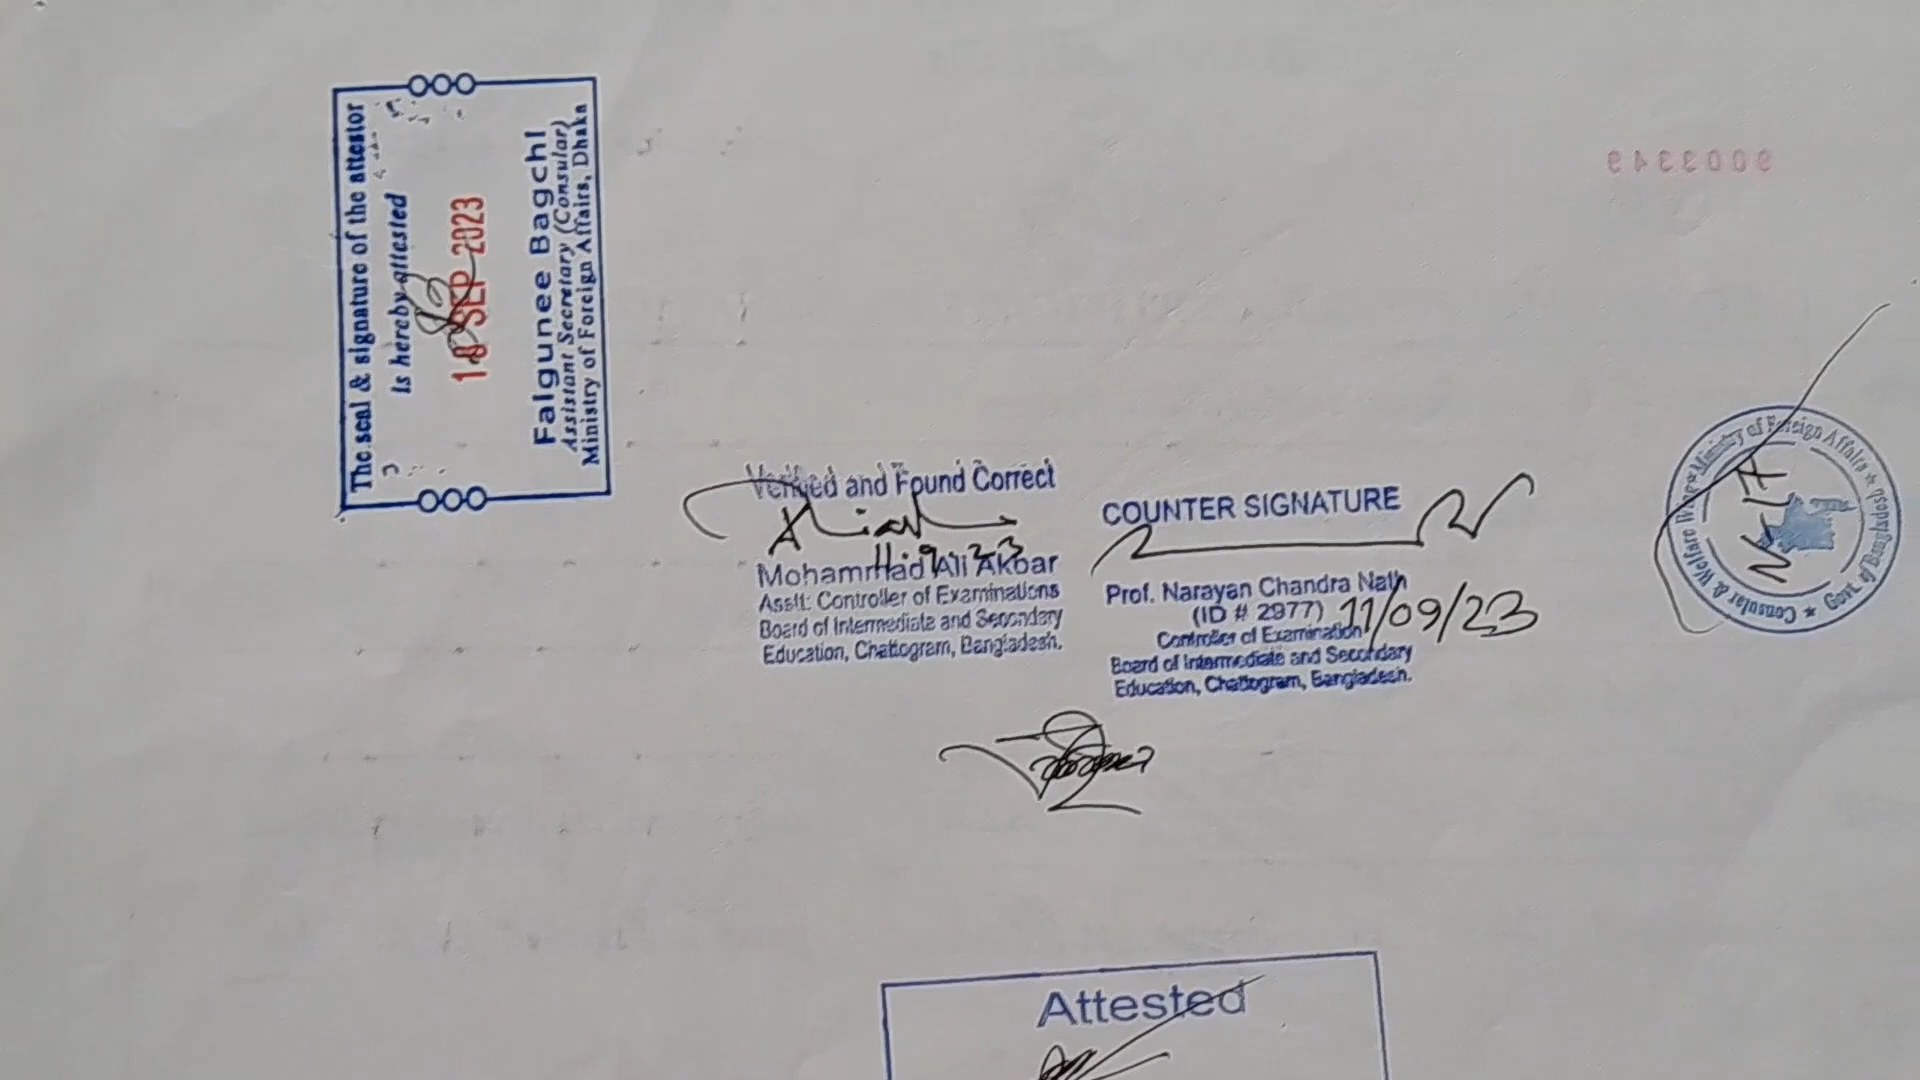 The seal & signature of the attestor
is hereby attested
18 SEP 2023
Falgunee Bagchi
Assistant Secretary (Consular)
Ministry of Foreign Affairs, Dhaka
9003349
Verified and Found Correct
11.9.23
Mohammad Ali Akbar
Asstt: Controller of Examinations
Board of Intermediate and Secondary
Education, Chattogram, Bangladesh.
COUNTER SIGNATURE
Prof. Narayan Chandra Nath
(ID # 2977) 11/09/23
Controller of Examination
Board of Intermediate and Secondary
Education, Chattogram, Bangladesh.
Consular & Welfare Wing ★ Ministry of Foreign Affairs ★ Govt. of Bangladesh ★
Attested